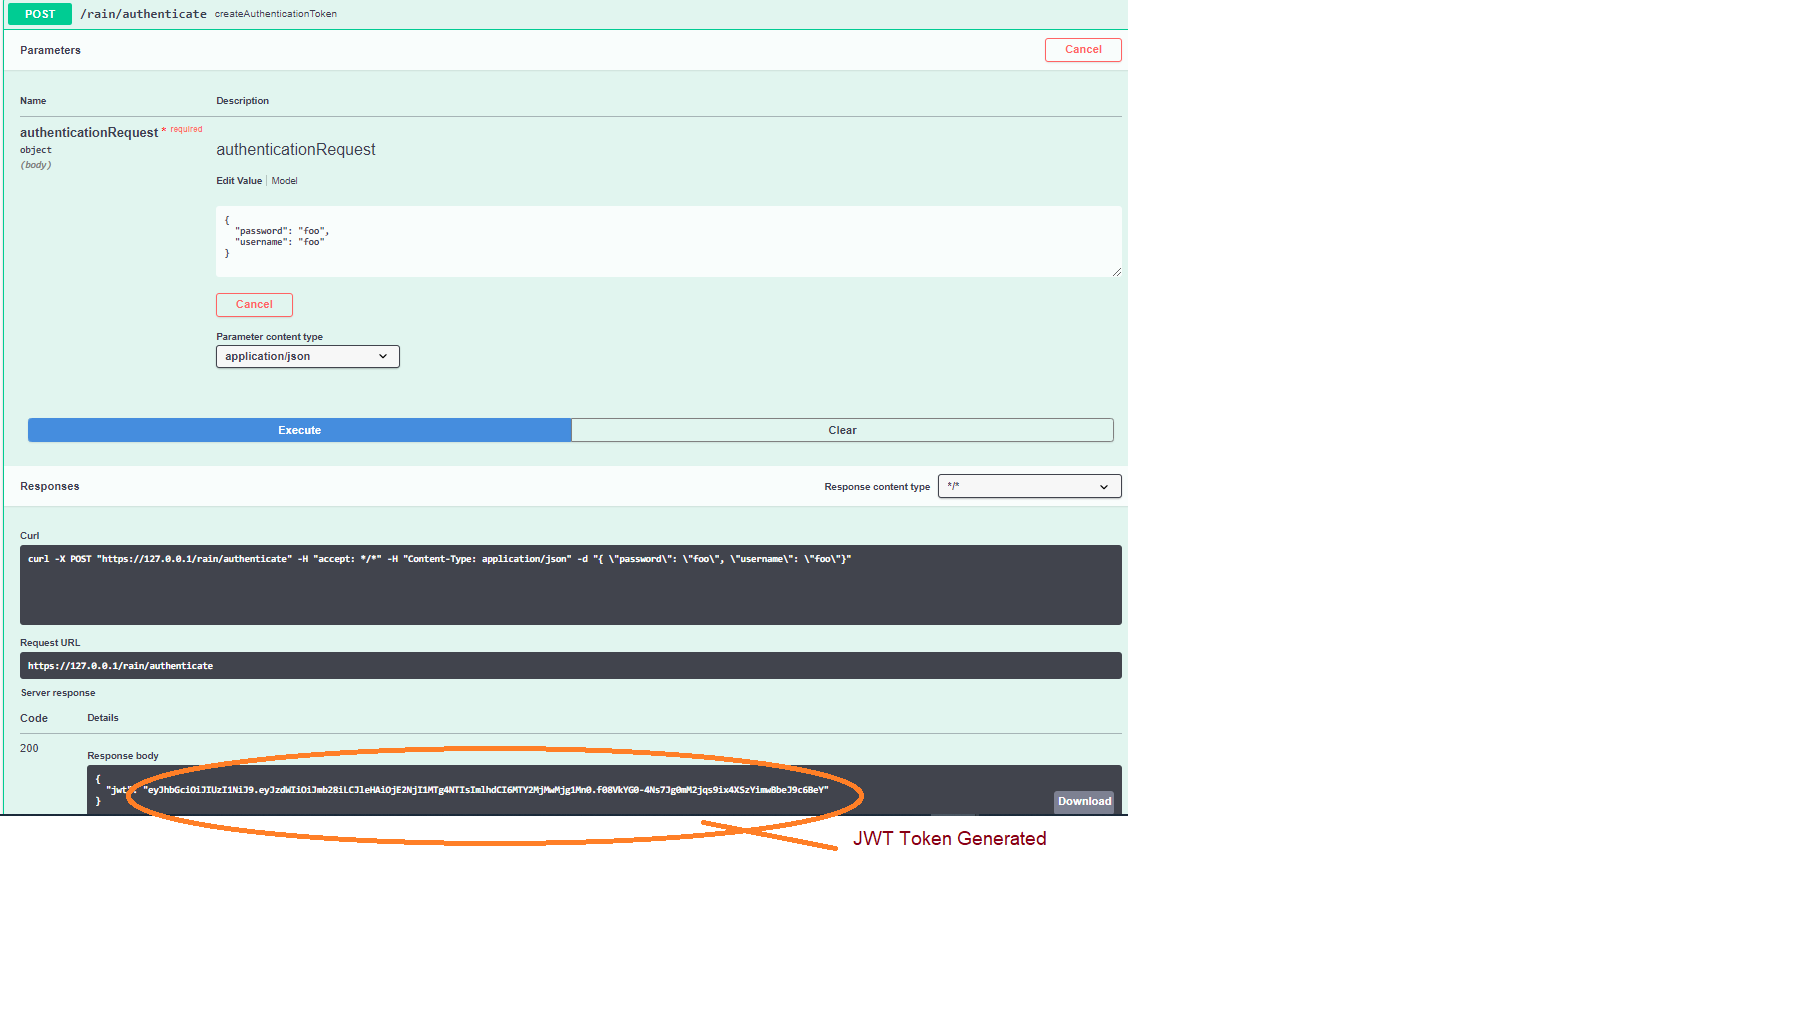 POST /rain/authenticate createAuthenticationToken
Parameters
Cancel
Name Description
authenticationRequest * required
object
(body)
authenticationRequest
Edit Value Model
{
"password": "foo",
"username": "foo"
}
Cancel
Parameter content type
application/json
Execute Clear
Responses Response content type */*
Curl
curl -X POST "https://127.0.0.1/rain/authenticate" -H "accept: */*" -H "Content-Type: application/json" -d "{ \"password\": \"foo\", \"username\": \"foo\"}"
Request URL
https://127.0.0.1/rain/authenticate
Server response
Code Details
200
Response body
{
"jwt": "eyJhbGciOiJIUzI1NiJ9.eyJzdWIiOiJmb28iLCJleHAiOjE2NjI1MTg4NTIsImlhdCI6MTY2MjMwMjg1Mn0.f08VkYG0-4Ns7Jg0mM2jqs9ix4XSzYimwBbeJ9c6BeY"
}
Download
JWT Token Generated